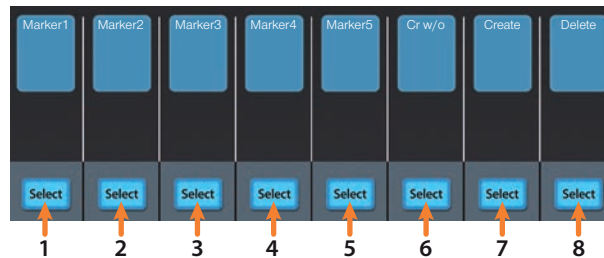 Marker1 Marker2 Marker3 Marker4 Marker5 Cr w/o Create Delete
Select Select Select Select Select Select Select Select
1 2 3 4 5 6 7 8